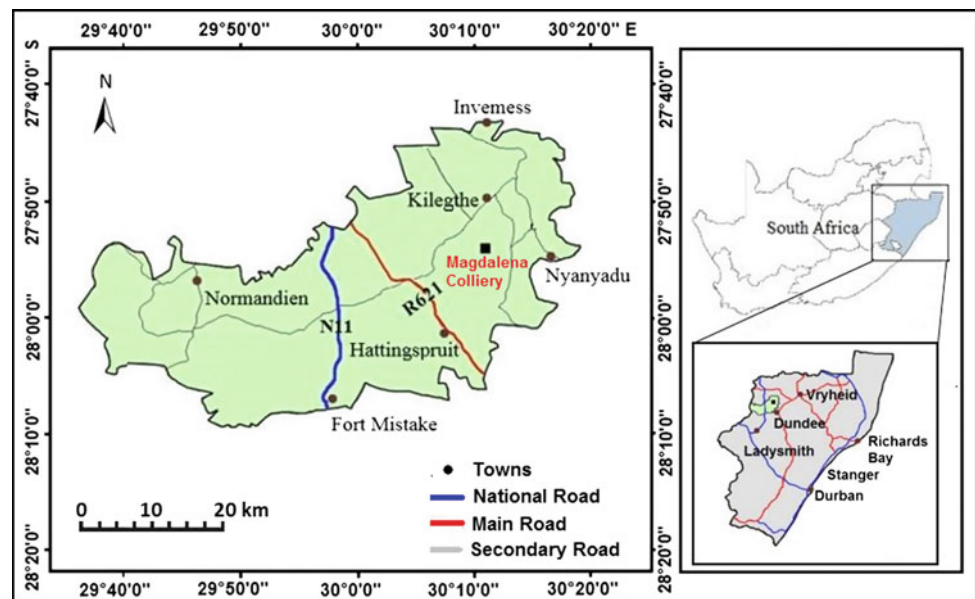 29°40'0" 29°50'0" 30°0'0" 30°10'0" 30°20'0" E
S
27°40'0"
27°50'0"
28°00'0"
28°10'0"
28°20'0"
N
Invemess
Kilegthe
Magdalena
Colliery
Nyanyadu
Normandien
R621
N11
Hattingspruit
Fort Mistake
0 10 20 km
Towns
National Road
Main Road
Secondary Road
29°40'0" 29°50'0" 30°0'0" 30°10'0" 30°20'0"
27°40'0"
27°50'0"
28°00'0"
28°10'0"
28°20'0"
South Africa
Vryheid
Dundee
Ladysmith
Richards
Bay
Stanger
Durban